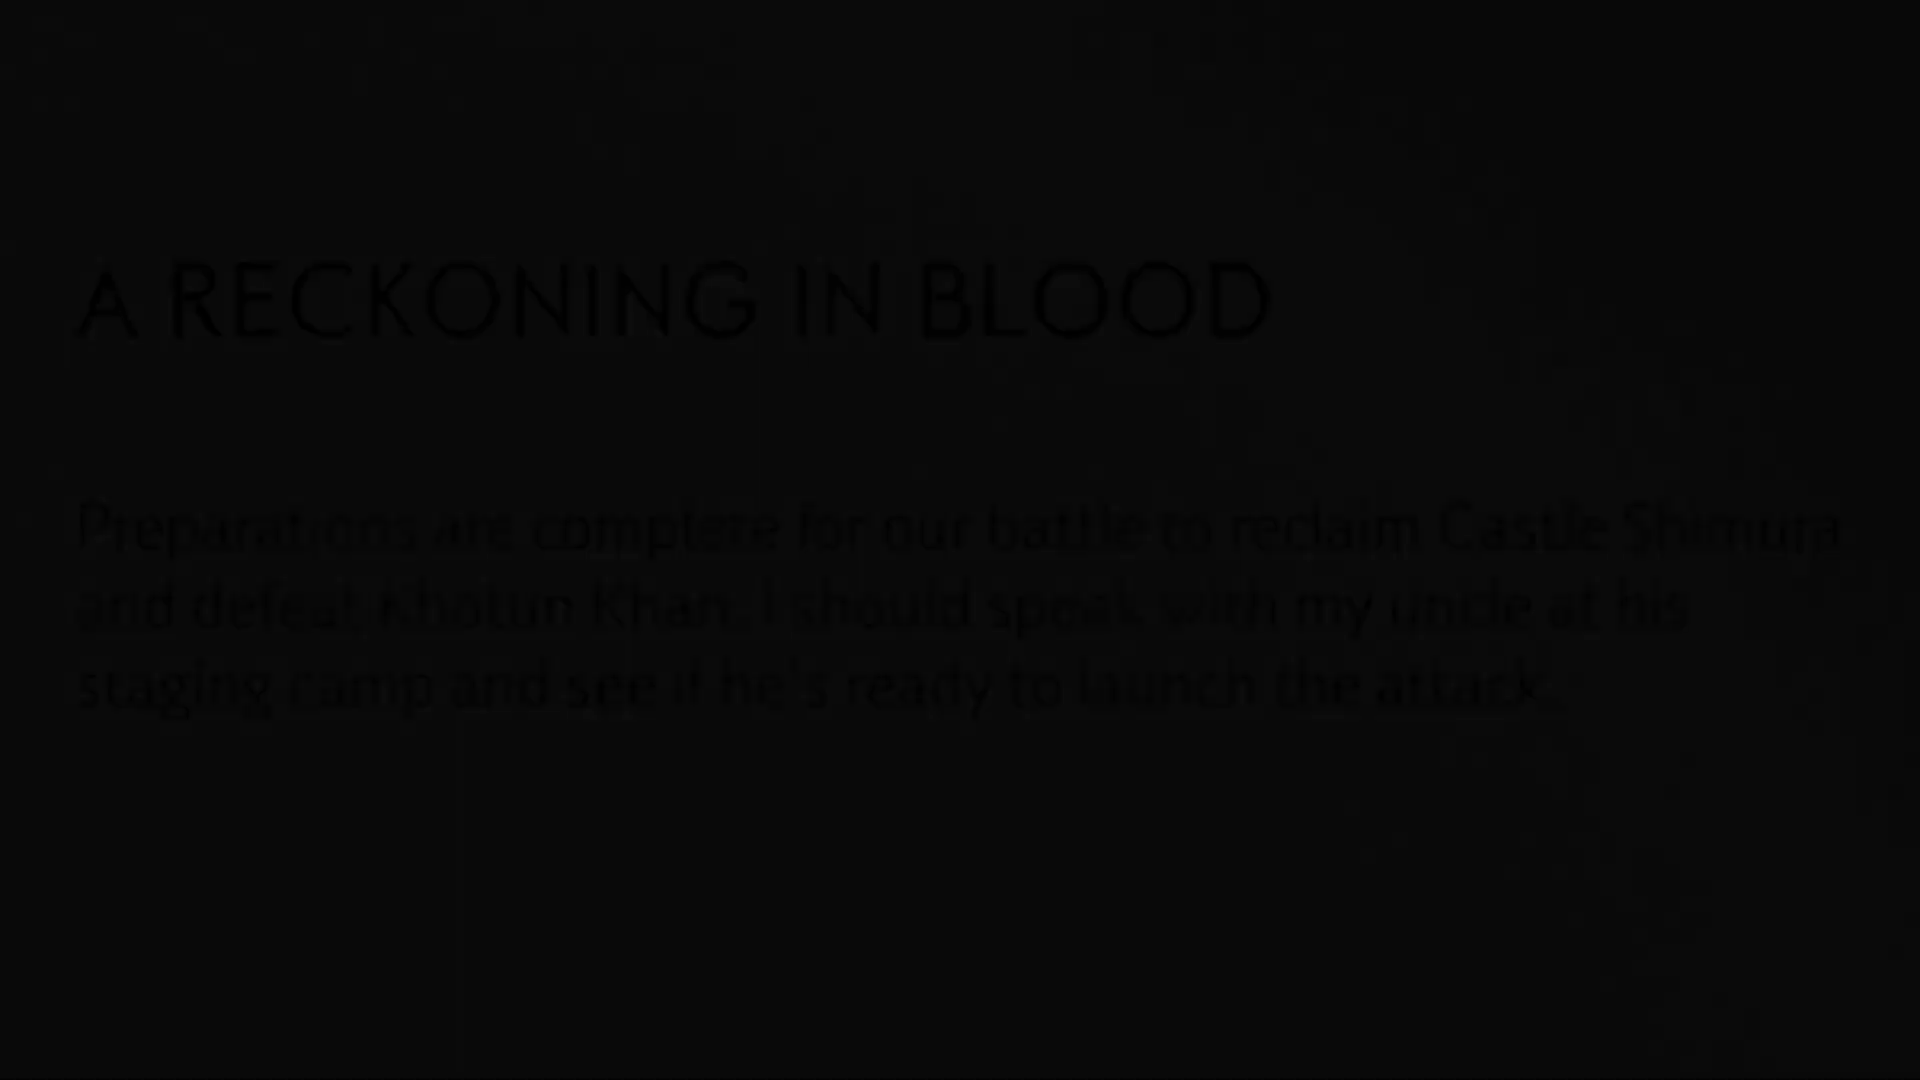 A RECKONING IN BLOOD
Preparations are complete for our battle to reclaim Castle Shimura
and defeat Khotun Khan. I should speak with my uncle at his
staging camp and see if he's ready to launch the attack.